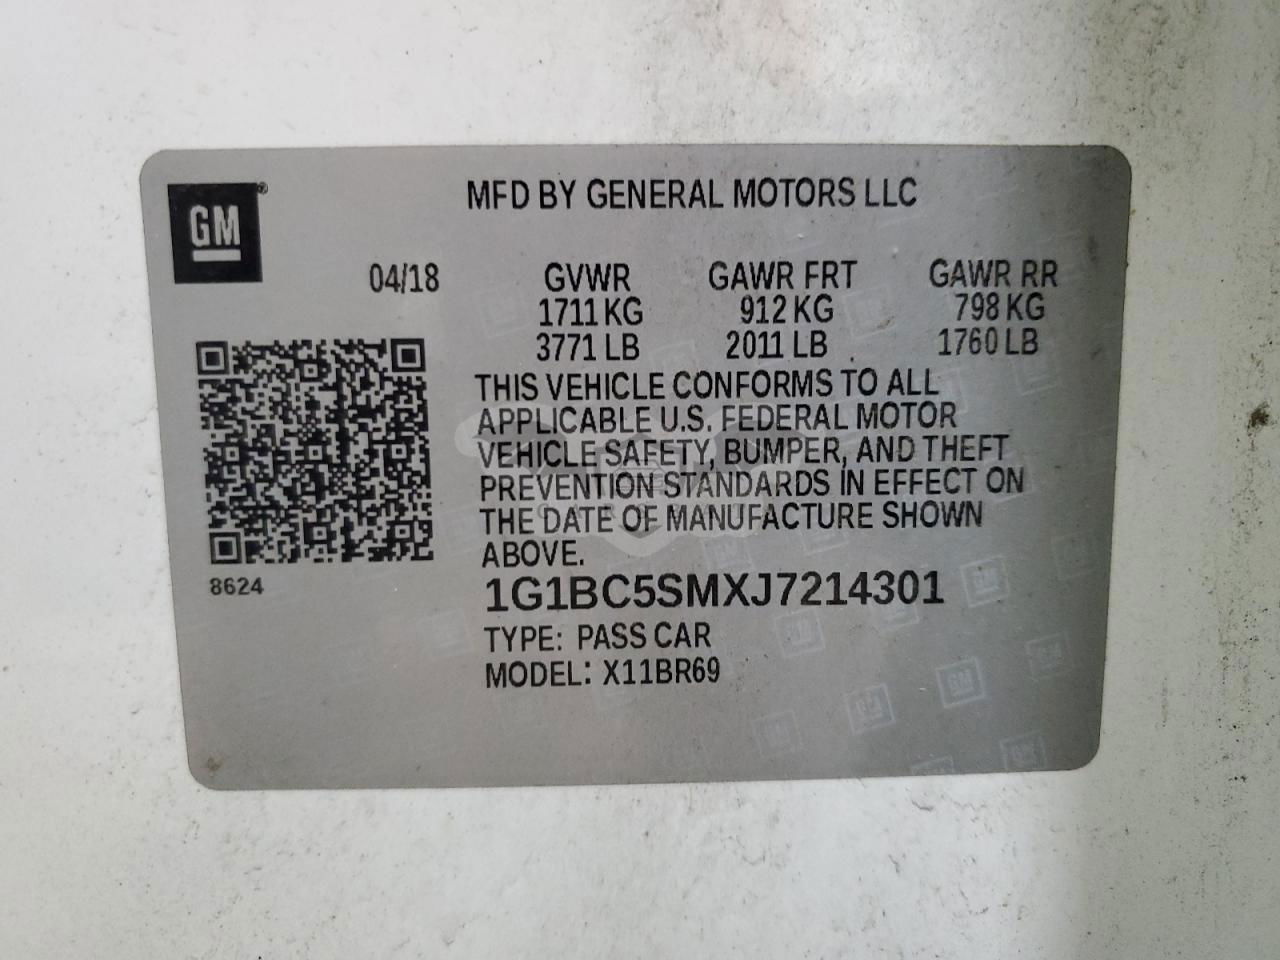 MFD BY GENERAL MOTORS LLC
GM®
04/18
GVWR GAWR FRT GAWR RR
1711 KG 912 KG 798 KG
3771 LB 2011 LB 1760 LB
THIS VEHICLE CONFORMS TO ALL
APPLICABLE U.S. FEDERAL MOTOR
VEHICLE SAFETY, BUMPER, AND THEFT
PREVENTION STANDARDS IN EFFECT ON
THE DATE OF MANUFACTURE SHOWN
ABOVE.
8624
1G1BC5SMXJ7214301
TYPE: PASS CAR
MODEL: X11BR69